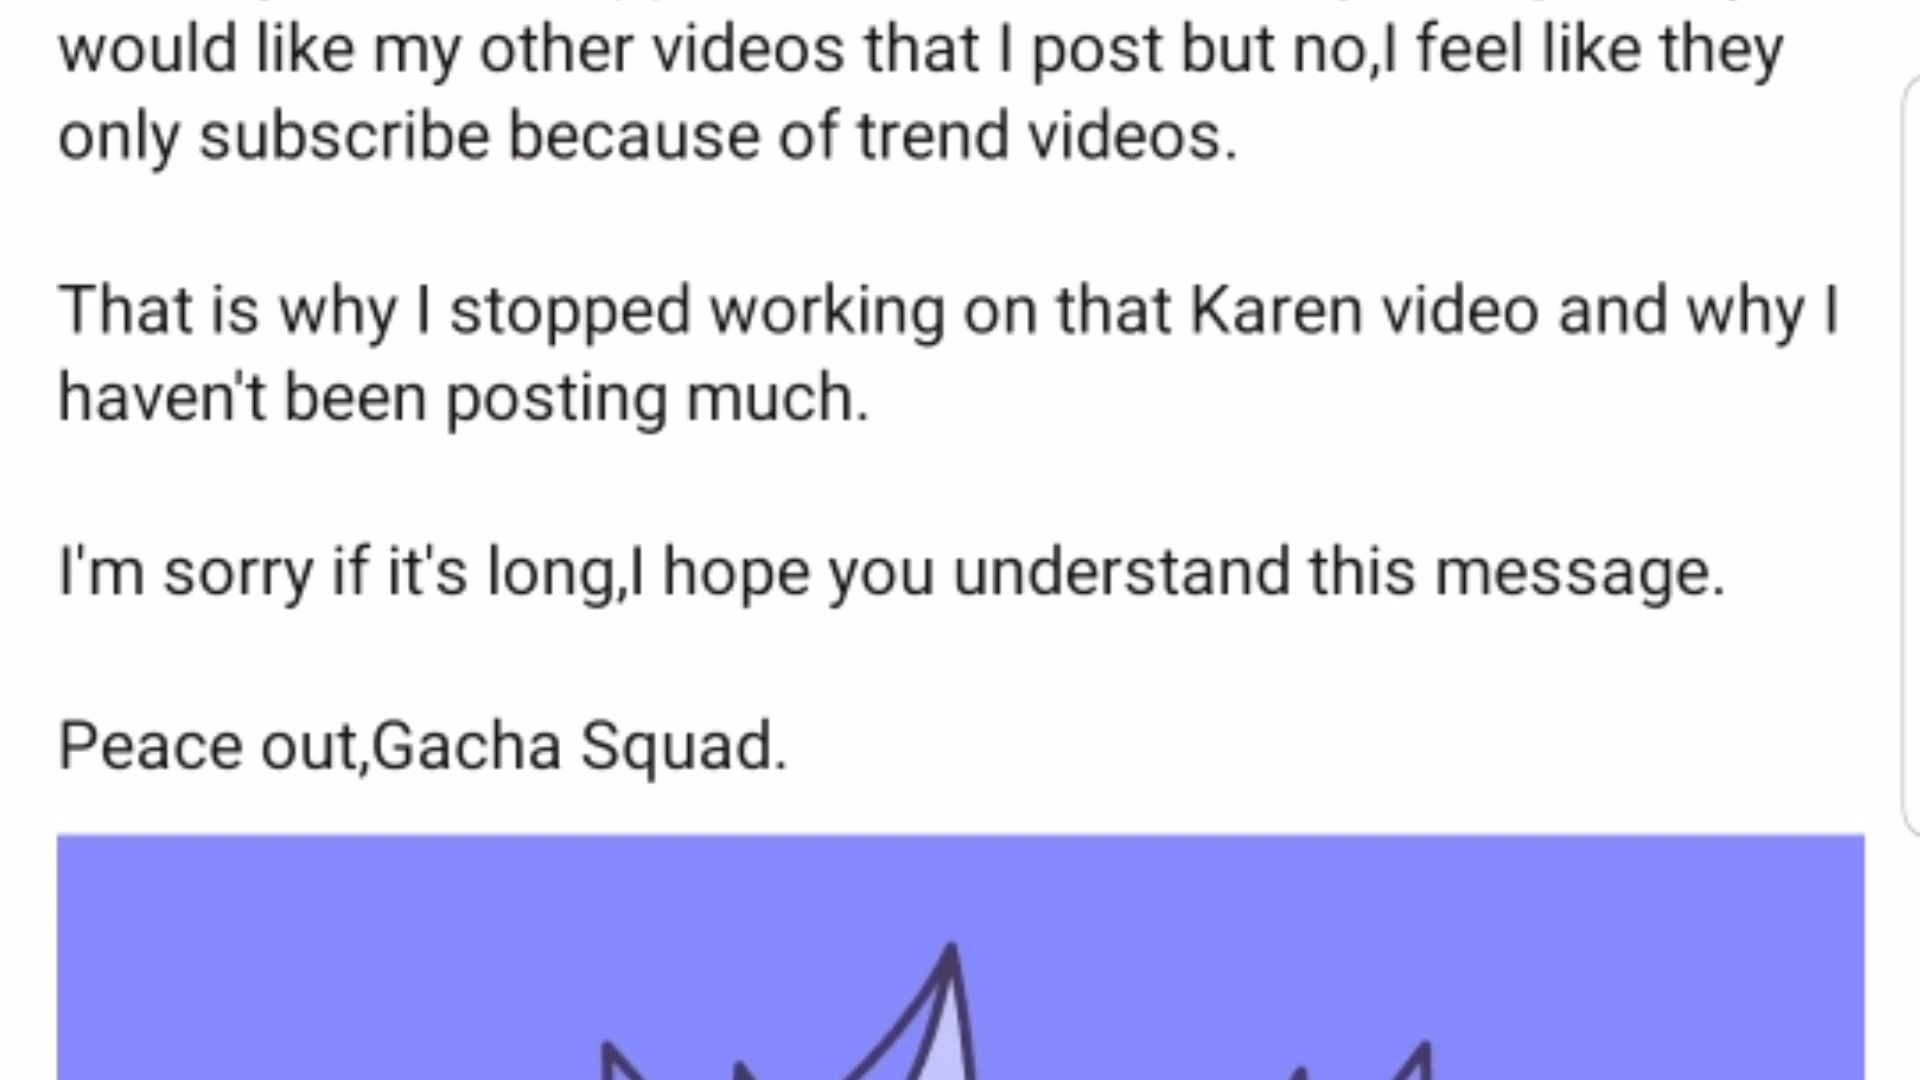 would like my other videos that I post but no,I feel like they
only subscribe because of trend videos.
That is why I stopped working on that Karen video and why I
haven't been posting much.
I'm sorry if it's long,I hope you understand this message.
Peace out,Gacha Squad.